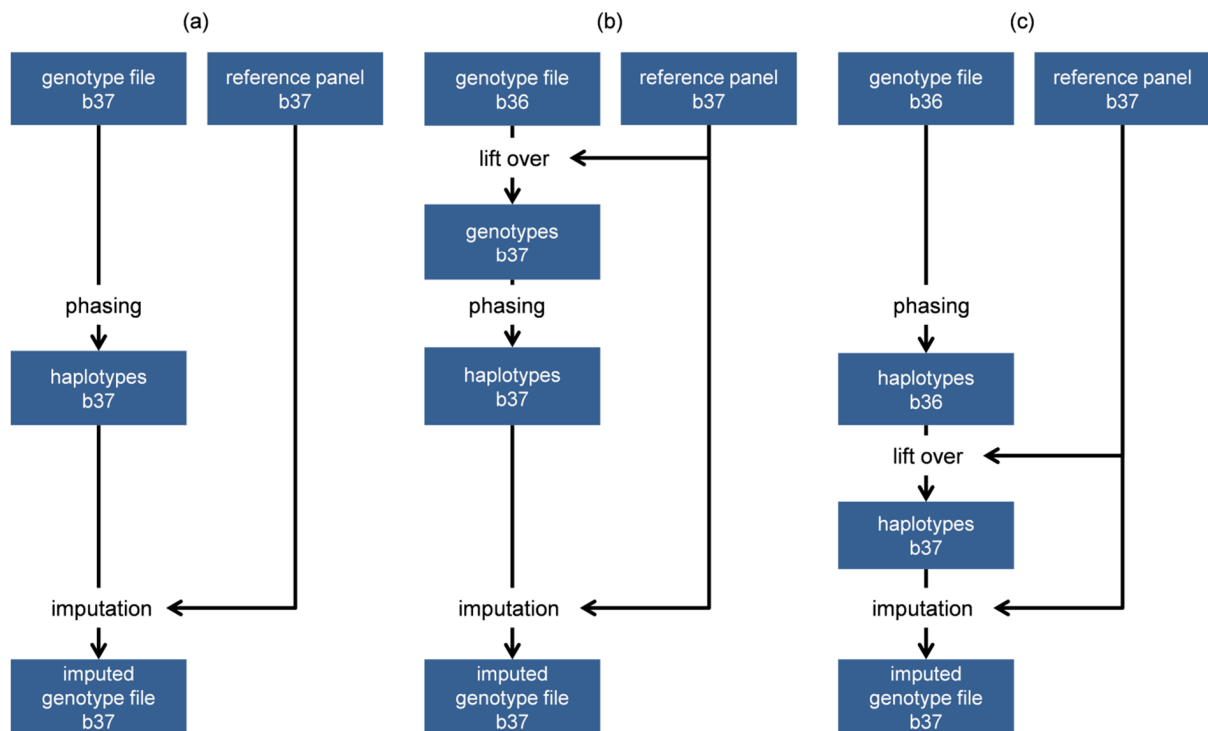 (a)
genotype file
b37
reference panel
b37
phasing
haplotypes
b37
imputation
imputed
genotype file
b37
(b)
genotype file
b36
reference panel
b37
lift over
genotypes
b37
phasing
haplotypes
b37
imputation
imputed
genotype file
b37
(c)
genotype file
b36
reference panel
b37
phasing
haplotypes
b36
lift over
haplotypes
b37
imputation
imputed
genotype file
b37